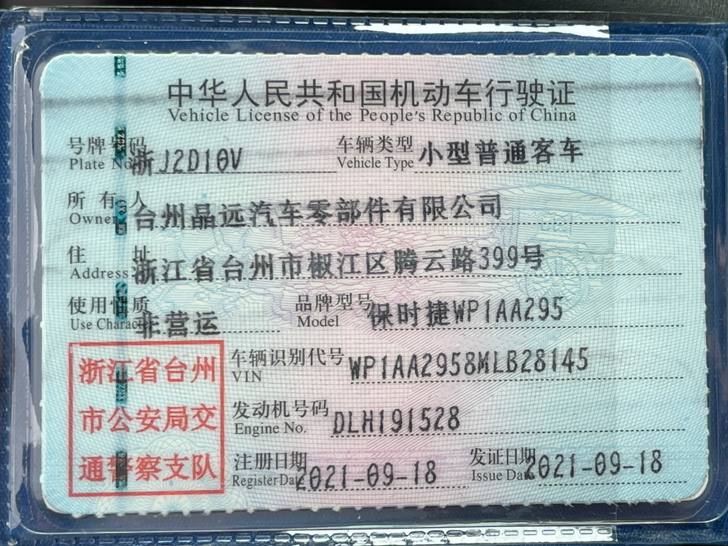 中华人民共和国机动车行驶证
Vehicle License of the People's Republic of China
号牌号码 浙J2D10V 车辆类型 小型普通客车
Plate No. Vehicle Type
所有人 台州品远汽车零部件有限公司
Owner
住址 浙江省台州市椒江区腾云路399号
Address
使用性质 非营运 品牌型号 保时捷WP1AA295
Use Character Model
浙江省台州
市公安局交
通警察支队
车辆识别代号 WP1AA2958MLB28145
VIN
发动机号码 DLH191528
Engine No.
注册日期 2021-09-18 发证日期 2021-09-18
Register Date Issue Date